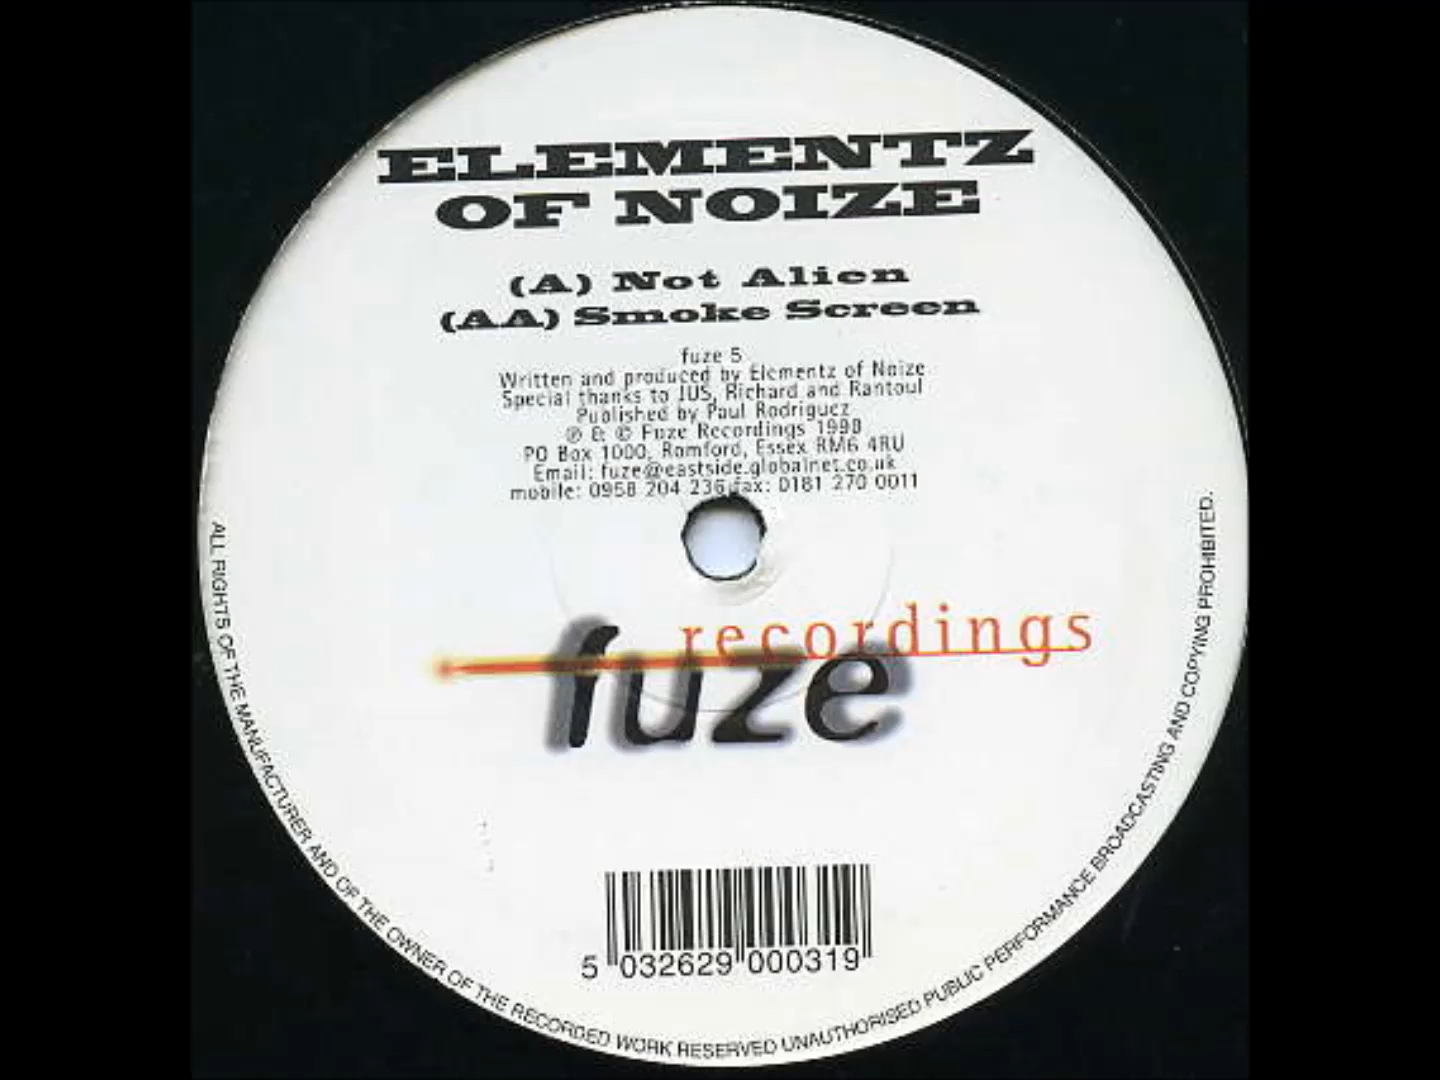 ELEMENTZ
OF NOIZE
(A) Not Alien
(AA) Smoke Screen
fuze 5
Written and produced by Elementz of Noize
Special thanks to JUS, Richard and Rantoul
Published by Paul Rodriguez
℗ & © Fuze Recordings 1998
PO Box 1000, Romford, Essex RM6 4RU
Email: fuze@eastside.globalnet.co.uk
mobile: 0958 204 236 fax: 0181 270 0011
recordings
fuze
5 032629 000319
ALL RIGHTS OF THE MANUFACTURER AND OF THE OWNER OF THE RECORDED WORK RESERVED UNAUTHORISED PUBLIC PERFORMANCE BROADCASTING AND COPYING PROHIBITED.